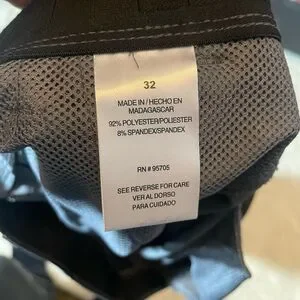 32
MADE IN / HECHO EN
MADAGASCAR
92% POLYESTER/POLIESTER
8% SPANDEX/SPANDEX
RN # 95705
SEE REVERSE FOR CARE
VER AL DORSO
PARA CUIDADO